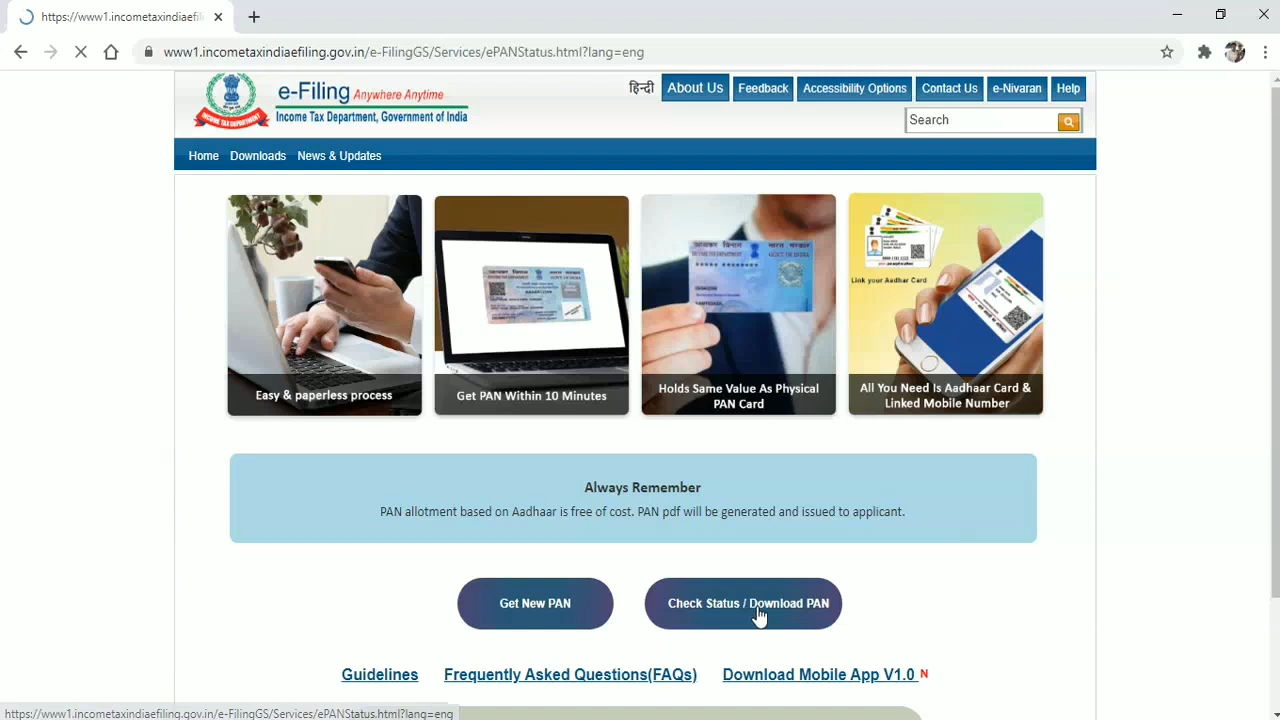 https://www1.incometaxindiaefili
www1.incometaxindiaefiling.gov.in/e-FilingGS/Services/ePANStatus.html?lang=eng
e-Filing Anywhere Anytime
Income Tax Department, Government of India
INCOME TAX DEPARTMENT
हिन्दी About Us Feedback Accessibility Options Contact Us e-Nivaran Help
Search
Home Downloads News & Updates
Link your Aadhar Card
Easy & paperless process
Get PAN Within 10 Minutes
Holds Same Value As Physical
PAN Card
All You Need Is Aadhaar Card &
Linked Mobile Number
Always Remember
PAN allotment based on Aadhaar is free of cost. PAN pdf will be generated and issued to applicant.
Get New PAN
Check Status / Download PAN
Guidelines Frequently Asked Questions(FAQs) Download Mobile App V1.0 N
https://www1.incometaxindiaefiling.gov.in/e-FilingGS/Services/ePANStatus.html?lang=eng